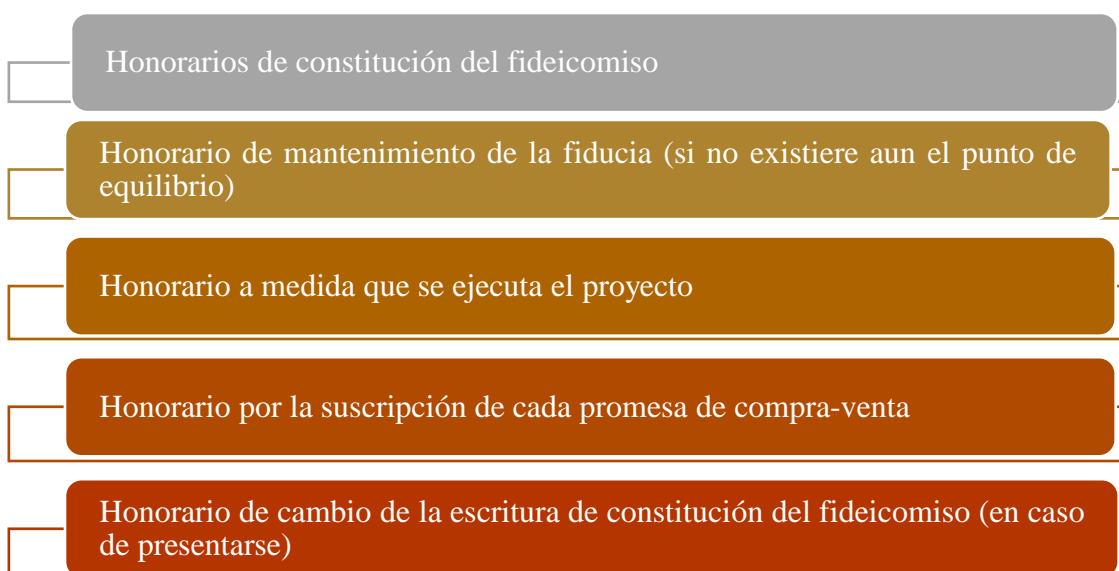 Honorarios de constitución del fideicomiso
Honorario de mantenimiento de la fiducia (si no existiere aun el punto de
equilibrio)
Honorario a medida que se ejecuta el proyecto
Honorario por la suscripción de cada promesa de compra-venta
Honorario de cambio de la escritura de constitución del fideicomiso (en caso
de presentarse)